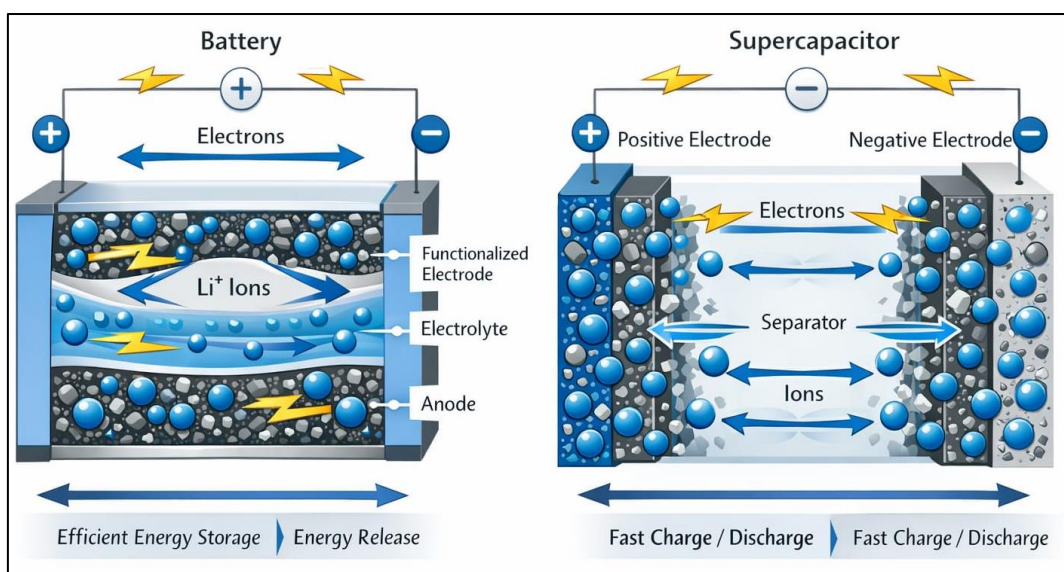 Battery
Supercapacitor
+
−
+
−
+
−
Electrons
Positive Electrode
Negative Electrode
Functionalized
Electrode
Electrons
Li⁺ Ions
Electrolyte
Separator
Anode
Ions
Efficient Energy Storage
Energy Release
Fast Charge / Discharge
Fast Charge / Discharge